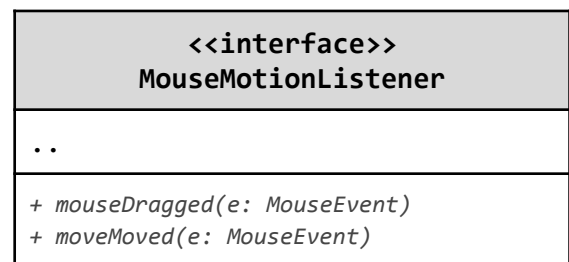 <<interface>>
MouseMotionListener
..
+ mouseDragged(e: MouseEvent)
+ moveMoved(e: MouseEvent)